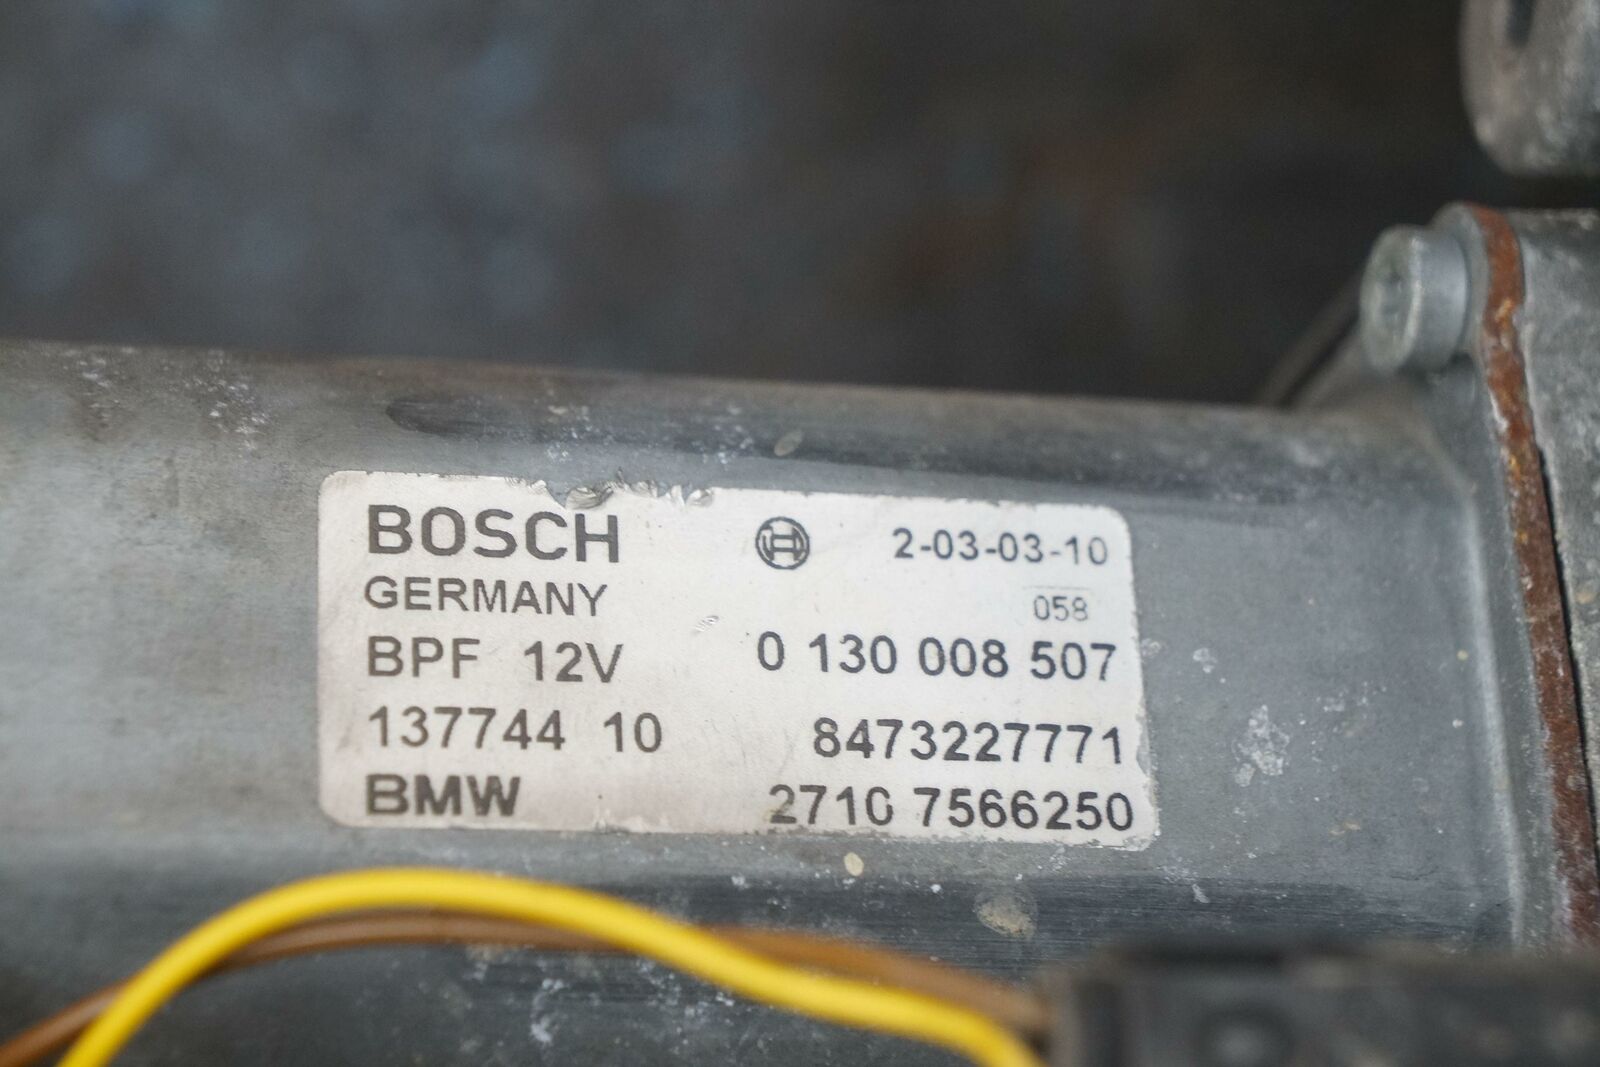 BOSCH 2-03-03-10
GERMANY 058
BPF 12V 0 130 008 507
137744 10 8473227771
BMW 2710 7566250